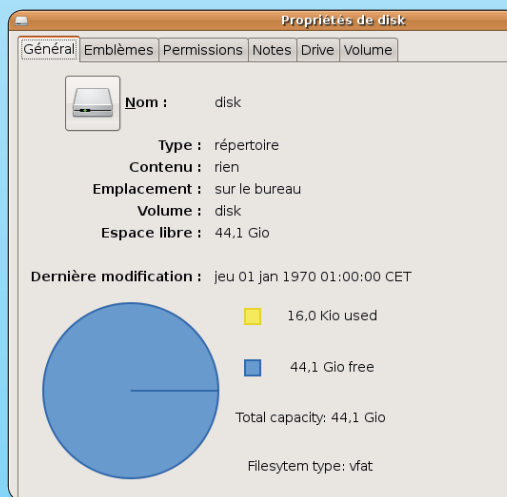 Propriétés de disk
Général Emblèmes Permissions Notes Drive Volume
Nom : disk
Type : répertoire
Contenu : rien
Emplacement : sur le bureau
Volume : disk
Espace libre : 44,1 Gio
Dernière modification : jeu 01 jan 1970 01:00:00 CET
16,0 Kio used
44,1 Gio free
Total capacity: 44,1 Gio
Filesytem type: vfat